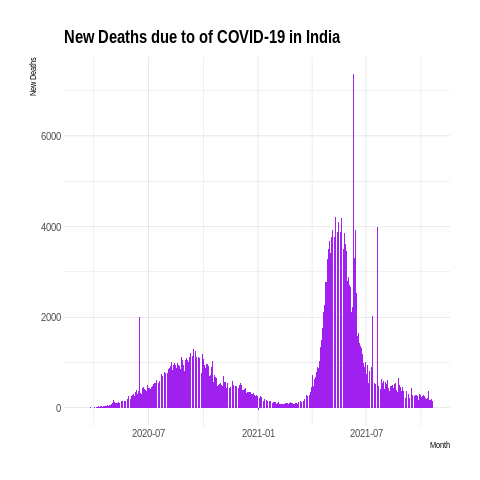 New Deaths due to of COVID-19 in India
New Deaths
6000
4000
2000
0
2020-07
2021-01
2021-07
Month